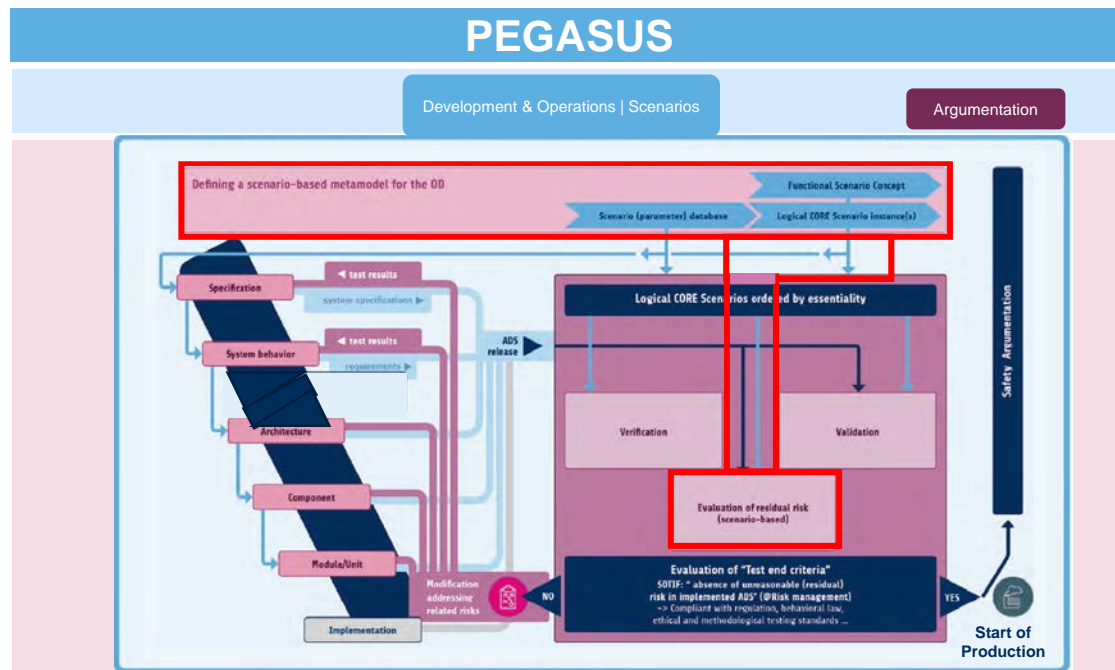 PEGASUS
Development & Operations | Scenarios
Argumentation
Defining a scenario-based metamodel for the OD
Functional Scenario Concept
Scenario (parameter) database
Logical CORE Scenario instance(s)
Specification
◀ test results
system specifications ▶
Logical CORE Scenarios ordered by essentiality
System behavior
◀ test results
requirements ▶
ADS
release
Safety Argumentation
Architecture
Verification
Validation
Component
Evaluation of residual risk
(scenario-based)
Module/Unit
Modification
addressing
related risks
NO
Evaluation of "Test end criteria"
SOTIF: " absence of unreasonable (residual)
risk in implemented ADS" (@Risk management)
-> Compliant with regulation, behavioral law,
ethical and methodological testing standards ...
YES
Implementation
Start of
Production